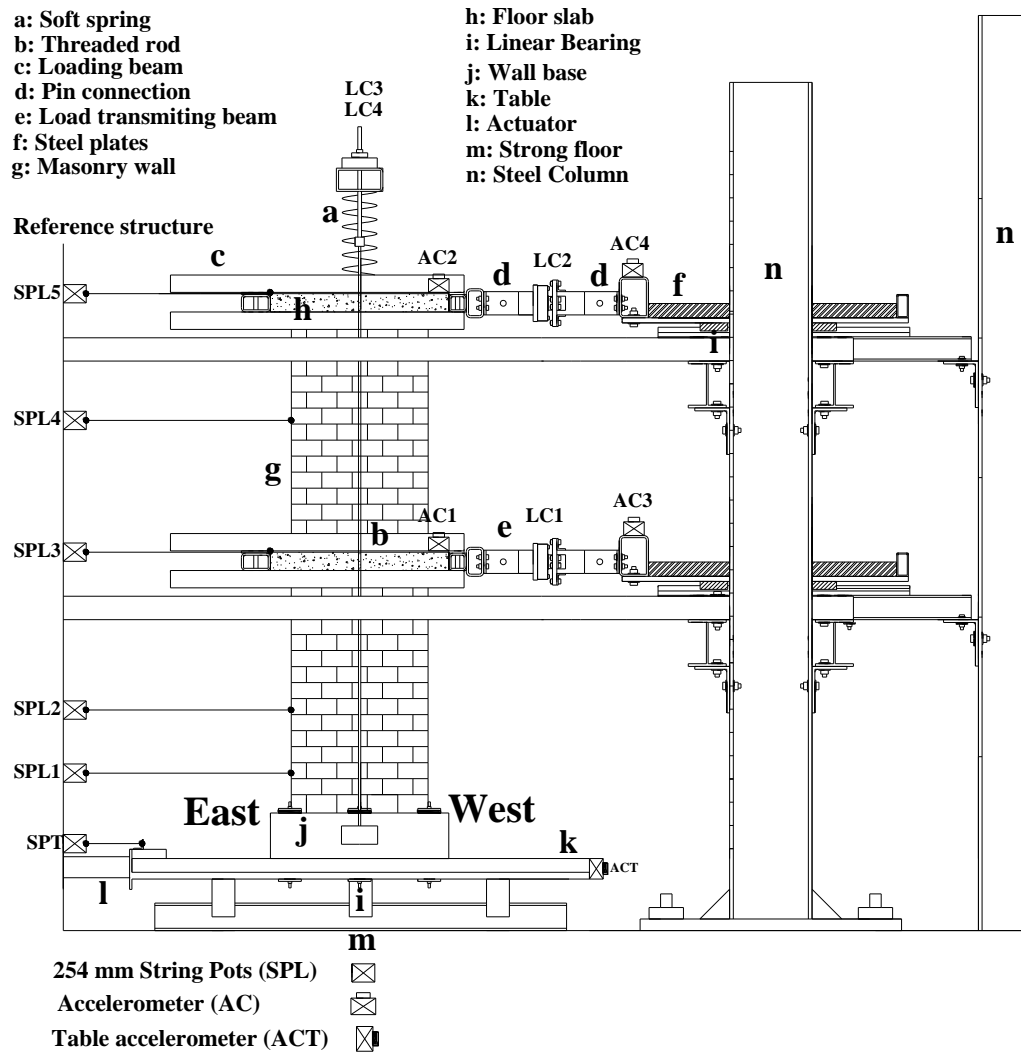 a: Soft spring
b: Threaded rod
c: Loading beam
d: Pin connection
e: Load transmiting beam
f: Steel plates
g: Masonry wall
h: Floor slab
i: Linear Bearing
j: Wall base
k: Table
l: Actuator
m: Strong floor
n: Steel Column
LC3
LC4
Reference structure
a
n
n
c
AC2
d
LC2
d
AC4
f
SPL5
h
i
SPL4
g
b
AC1
e
LC1
AC3
SPL3
SPL2
SPL1
East
West
SPT
j
k
ACT
l
i
m
254 mm String Pots (SPL)
Accelerometer (AC)
Table accelerometer (ACT)